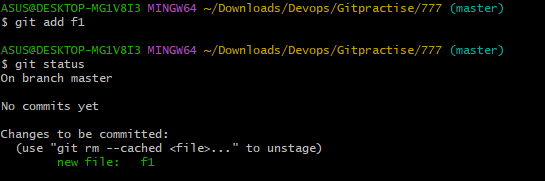 ASUS@DESKTOP-MG1V8I3 MINGW64 ~/Downloads/Devops/Gitpractise/777 (master)
$ git add f1
ASUS@DESKTOP-MG1V8I3 MINGW64 ~/Downloads/Devops/Gitpractise/777 (master)
$ git status
On branch master
No commits yet
Changes to be committed:
  (use "git rm --cached <file>..." to unstage)
        new file:   f1